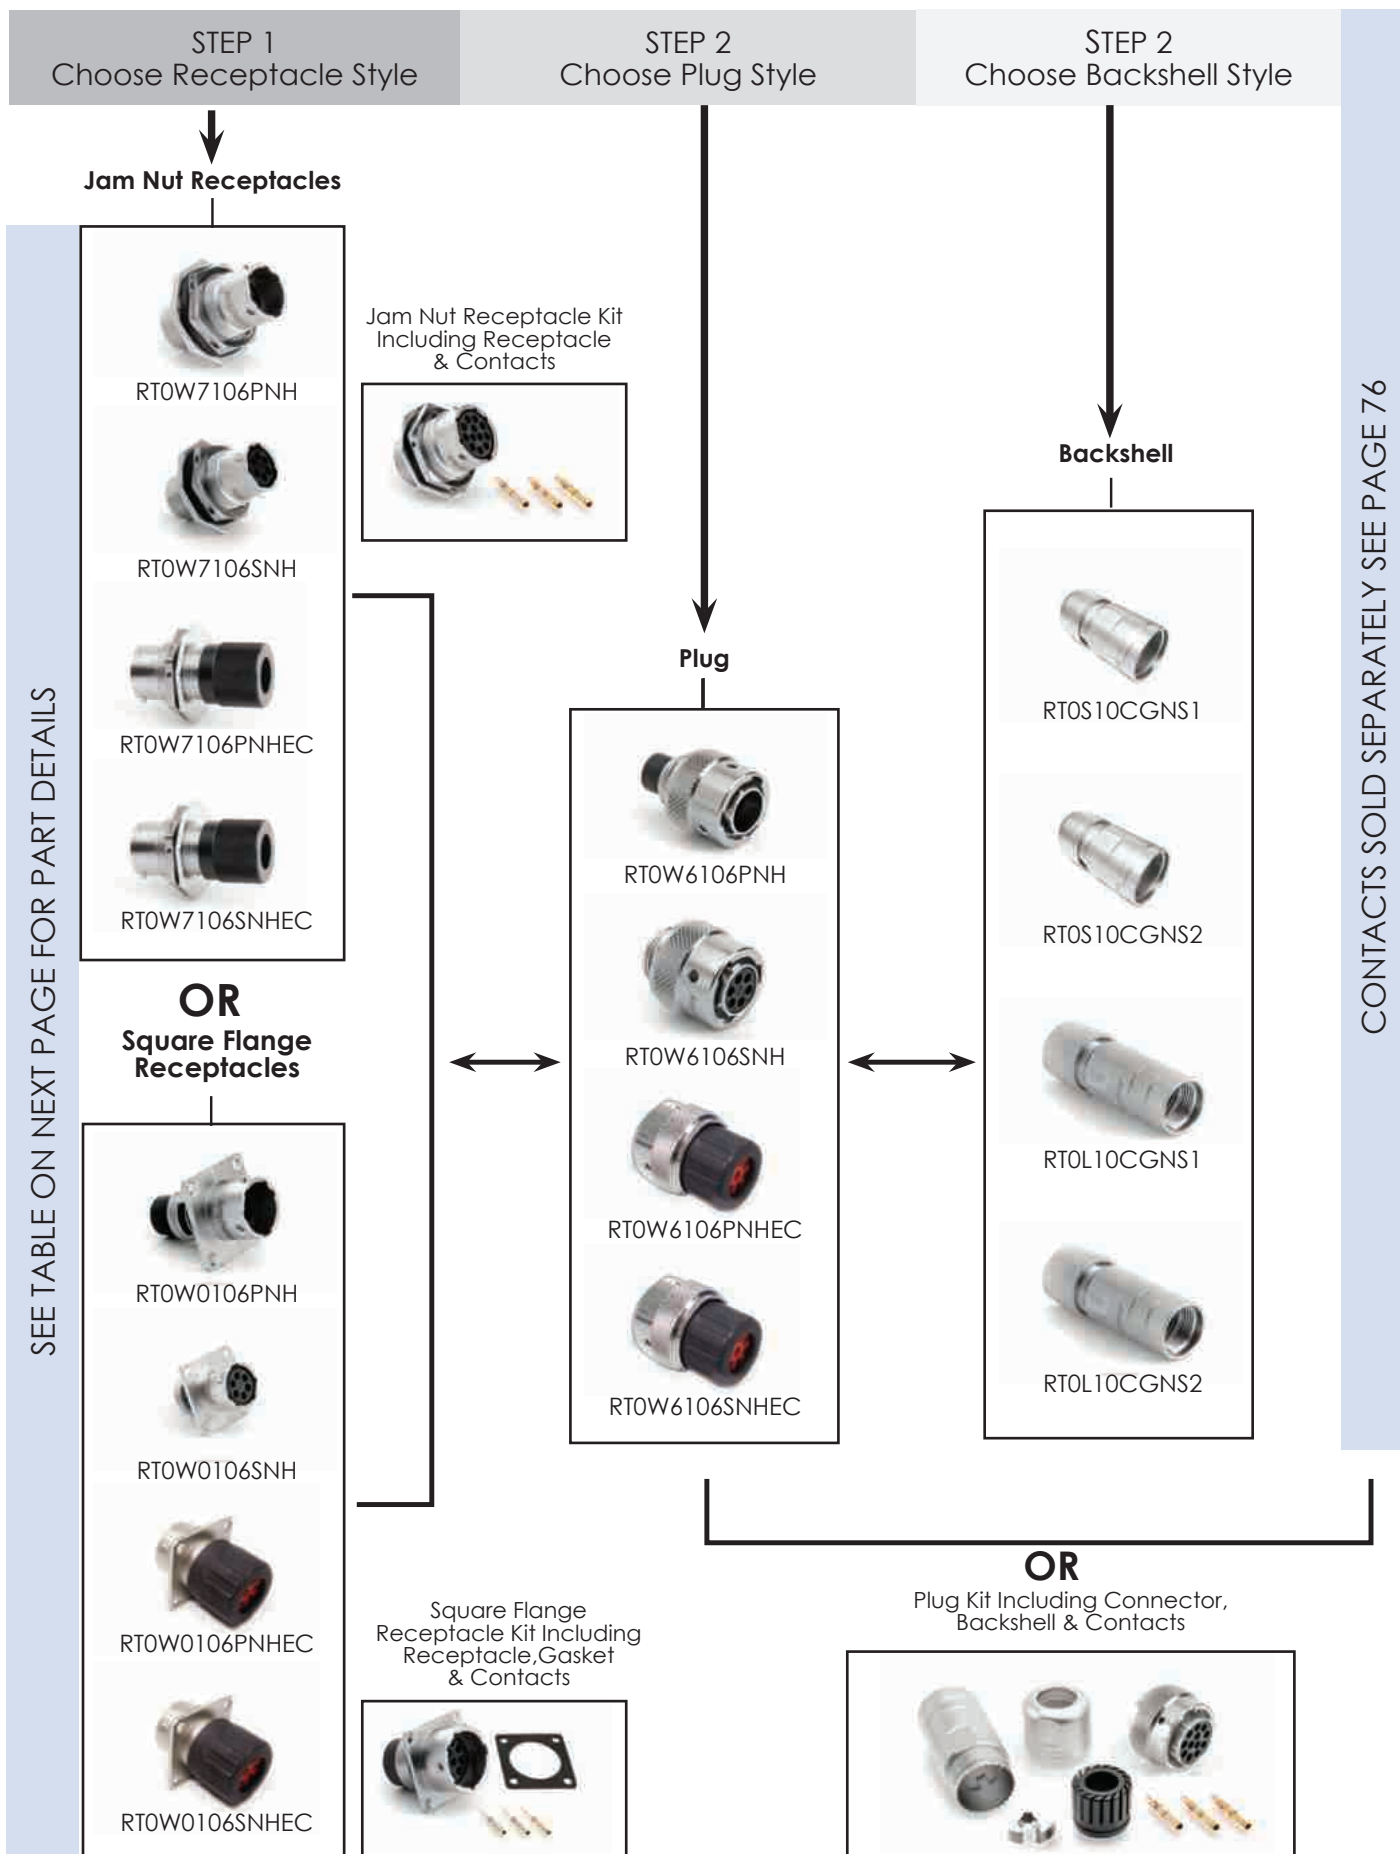 STEP 1
Choose Receptacle Style
STEP 2
Choose Plug Style
STEP 2
Choose Backshell Style
Jam Nut Receptacles
RT0W7106PNH
RT0W7106SNH
RT0W7106PNHEC
RT0W7106SNHEC
Jam Nut Receptacle Kit
Including Receptacle
& Contacts
OR
Square Flange
Receptacles
RT0W0106PNH
RT0W0106SNH
RT0W0106PNHEC
RT0W0106SNHEC
Square Flange
Receptacle Kit Including
Receptacle,Gasket
& Contacts
Plug
RT0W6106PNH
RT0W6106SNH
RT0W6106PNHEC
RT0W6106SNHEC
Backshell
RT0S10CGNS1
RT0S10CGNS2
RT0L10CGNS1
RT0L10CGNS2
OR
Plug Kit Including Connector,
Backshell & Contacts
SEE TABLE ON NEXT PAGE FOR PART DETAILS
CONTACTS SOLD SEPARATELY SEE PAGE 76